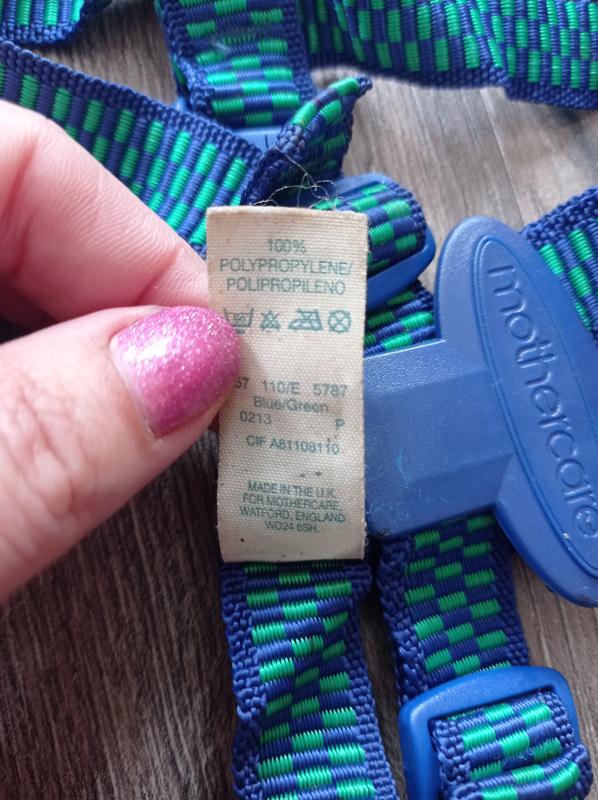 100%
POLYPROPYLENE/
POLIPROPILENO
57 110/E 5787
Blue/Green
0213 P
CIF A81108110
MADE IN THE U.K.
FOR MOTHERCARE
WATFORD, ENGLAND
WD24 6SH.
mothercare